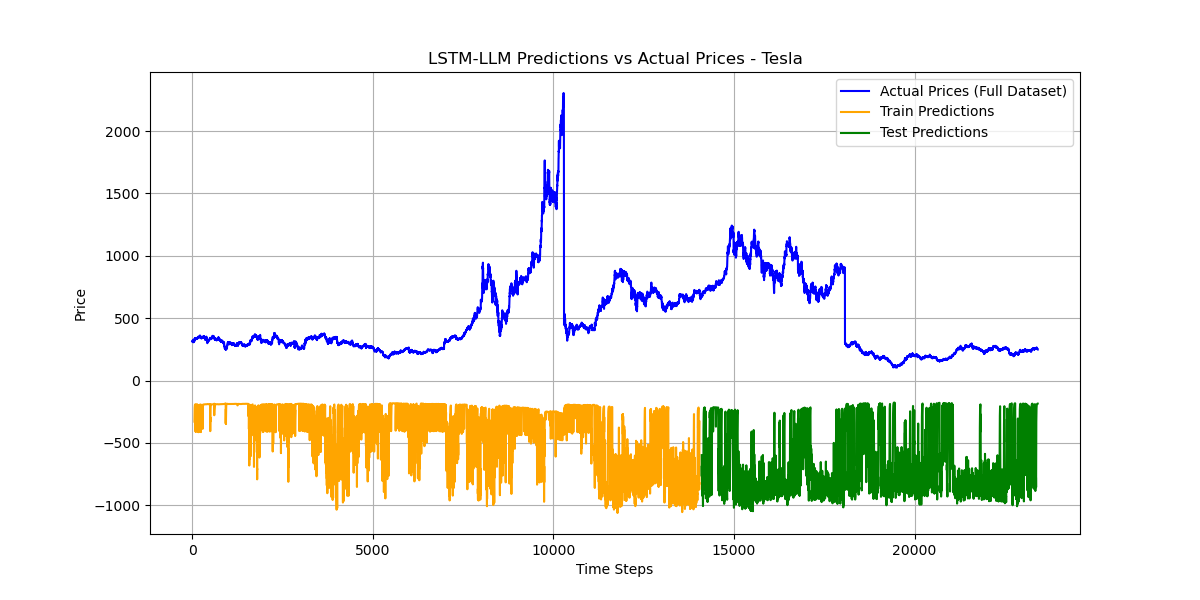 LSTM-LLM Predictions vs Actual Prices - Tesla
Actual Prices (Full Dataset)
Train Predictions
Test Predictions
Price
2000
1500
1000
500
0
−500
−1000
0 5000 10000 15000 20000
Time Steps